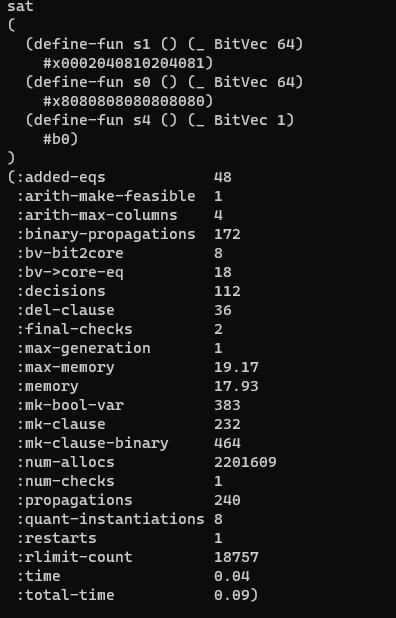 sat
(
  (define-fun s1 () (_ BitVec 64)
    #x0002040810204081)
  (define-fun s0 () (_ BitVec 64)
    #x8080808080808080)
  (define-fun s4 () (_ BitVec 1)
    #b0)
)
(:added-eqs            48
 :arith-make-feasible  1
 :arith-max-columns    4
 :binary-propagations  172
 :bv-bit2core          8
 :bv->core-eq          18
 :decisions            112
 :del-clause           36
 :final-checks         2
 :max-generation       1
 :max-memory           19.17
 :memory               17.93
 :mk-bool-var          383
 :mk-clause            232
 :mk-clause-binary     464
 :num-allocs           2201609
 :num-checks           1
 :propagations         240
 :quant-instantiations 8
 :restarts             1
 :rlimit-count         18757
 :time                 0.04
 :total-time           0.09)